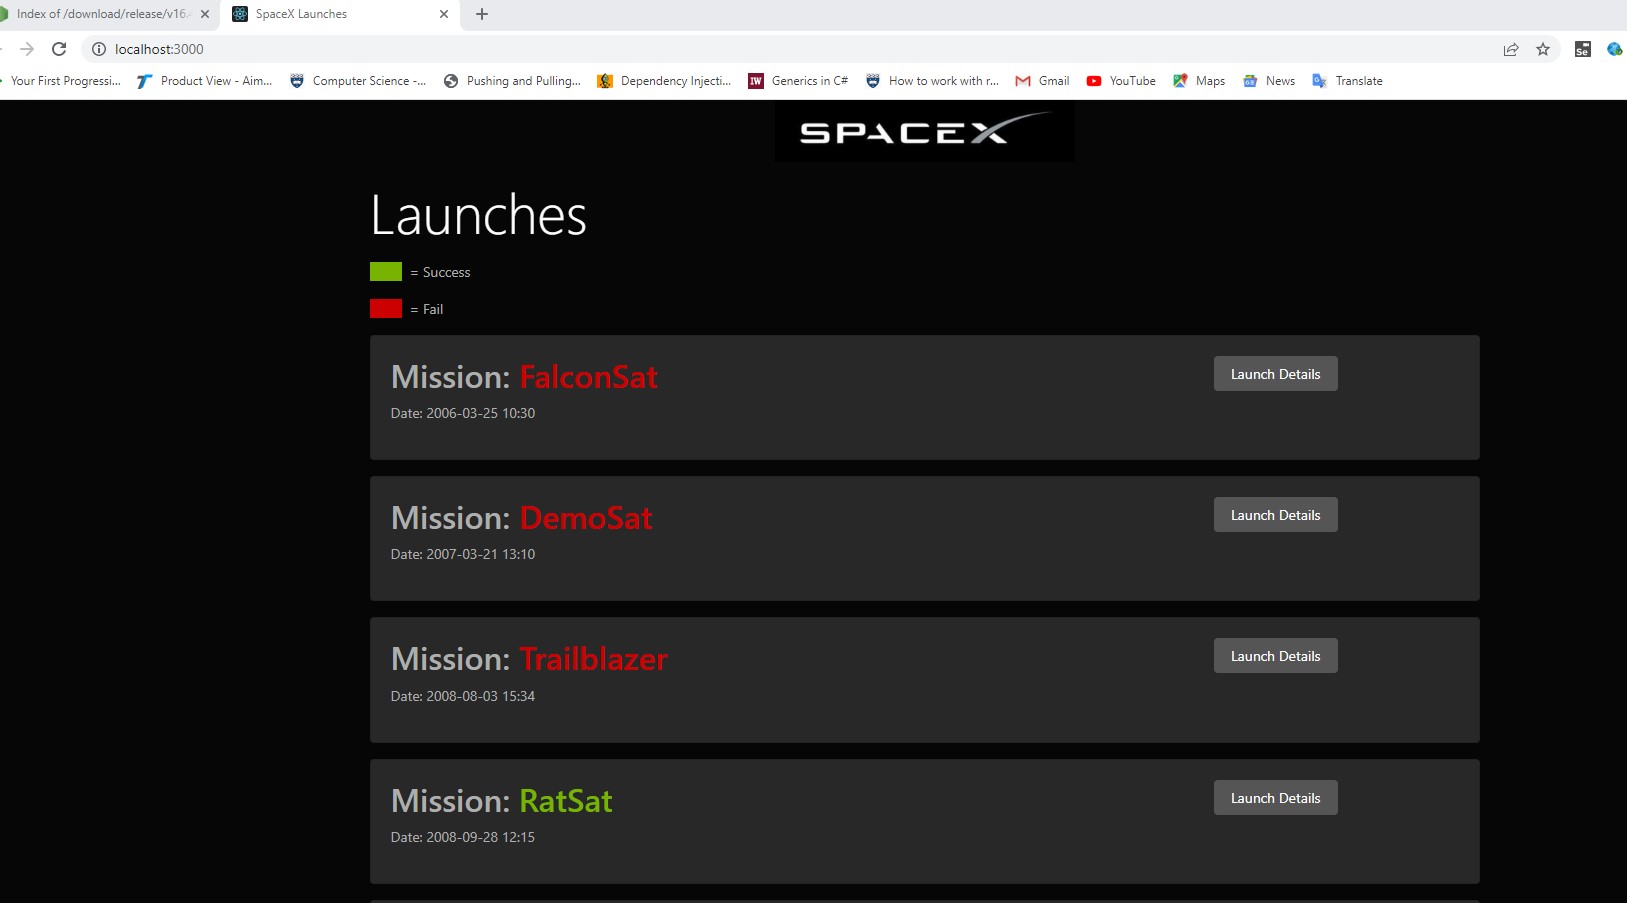 Index of /download/release/v16.
SpaceX Launches
localhost:3000
Your First Progressi...
Product View - Aim...
Computer Science -...
Pushing and Pulling...
Dependency Injecti...
Generics in C#
How to work with r...
Gmail
YouTube
Maps
News
Translate
SPACEX
Launches
= Success
= Fail
Mission: FalconSat
Launch Details
Date: 2006-03-25 10:30
Mission: DemoSat
Launch Details
Date: 2007-03-21 13:10
Mission: Trailblazer
Launch Details
Date: 2008-08-03 15:34
Mission: RatSat
Launch Details
Date: 2008-09-28 12:15